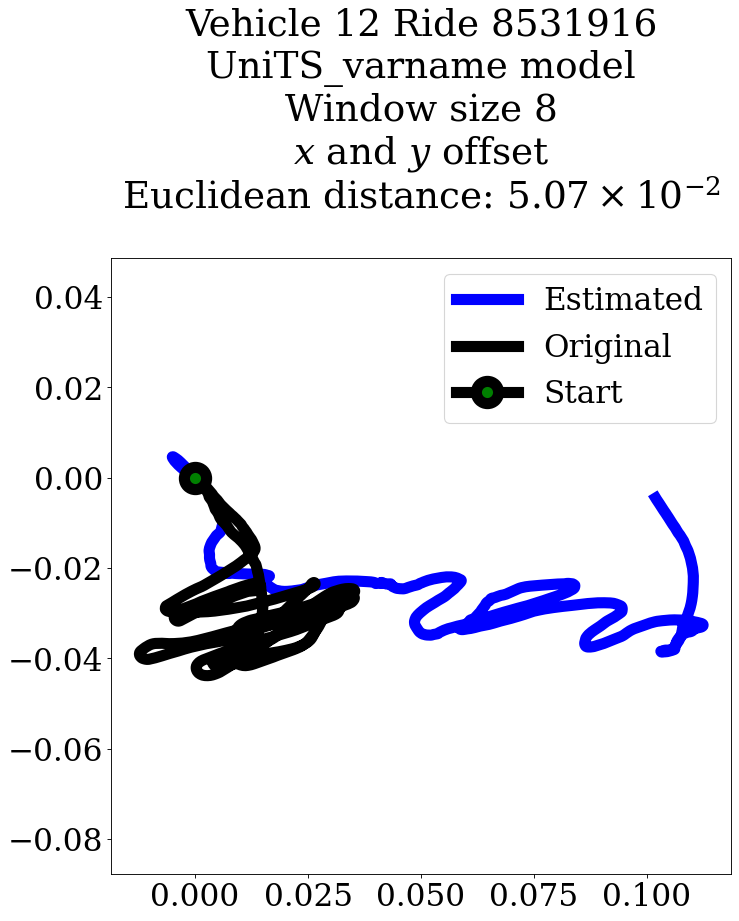 Vehicle 12 Ride 8531916
UniTS_varname model
Window size 8
x and y offset
Euclidean distance: 5.07 × 10⁻²
Estimated
Original
Start
0.04
0.02
0.00
−0.02
−0.04
−0.06
−0.08
0.000 0.025 0.050 0.075 0.100